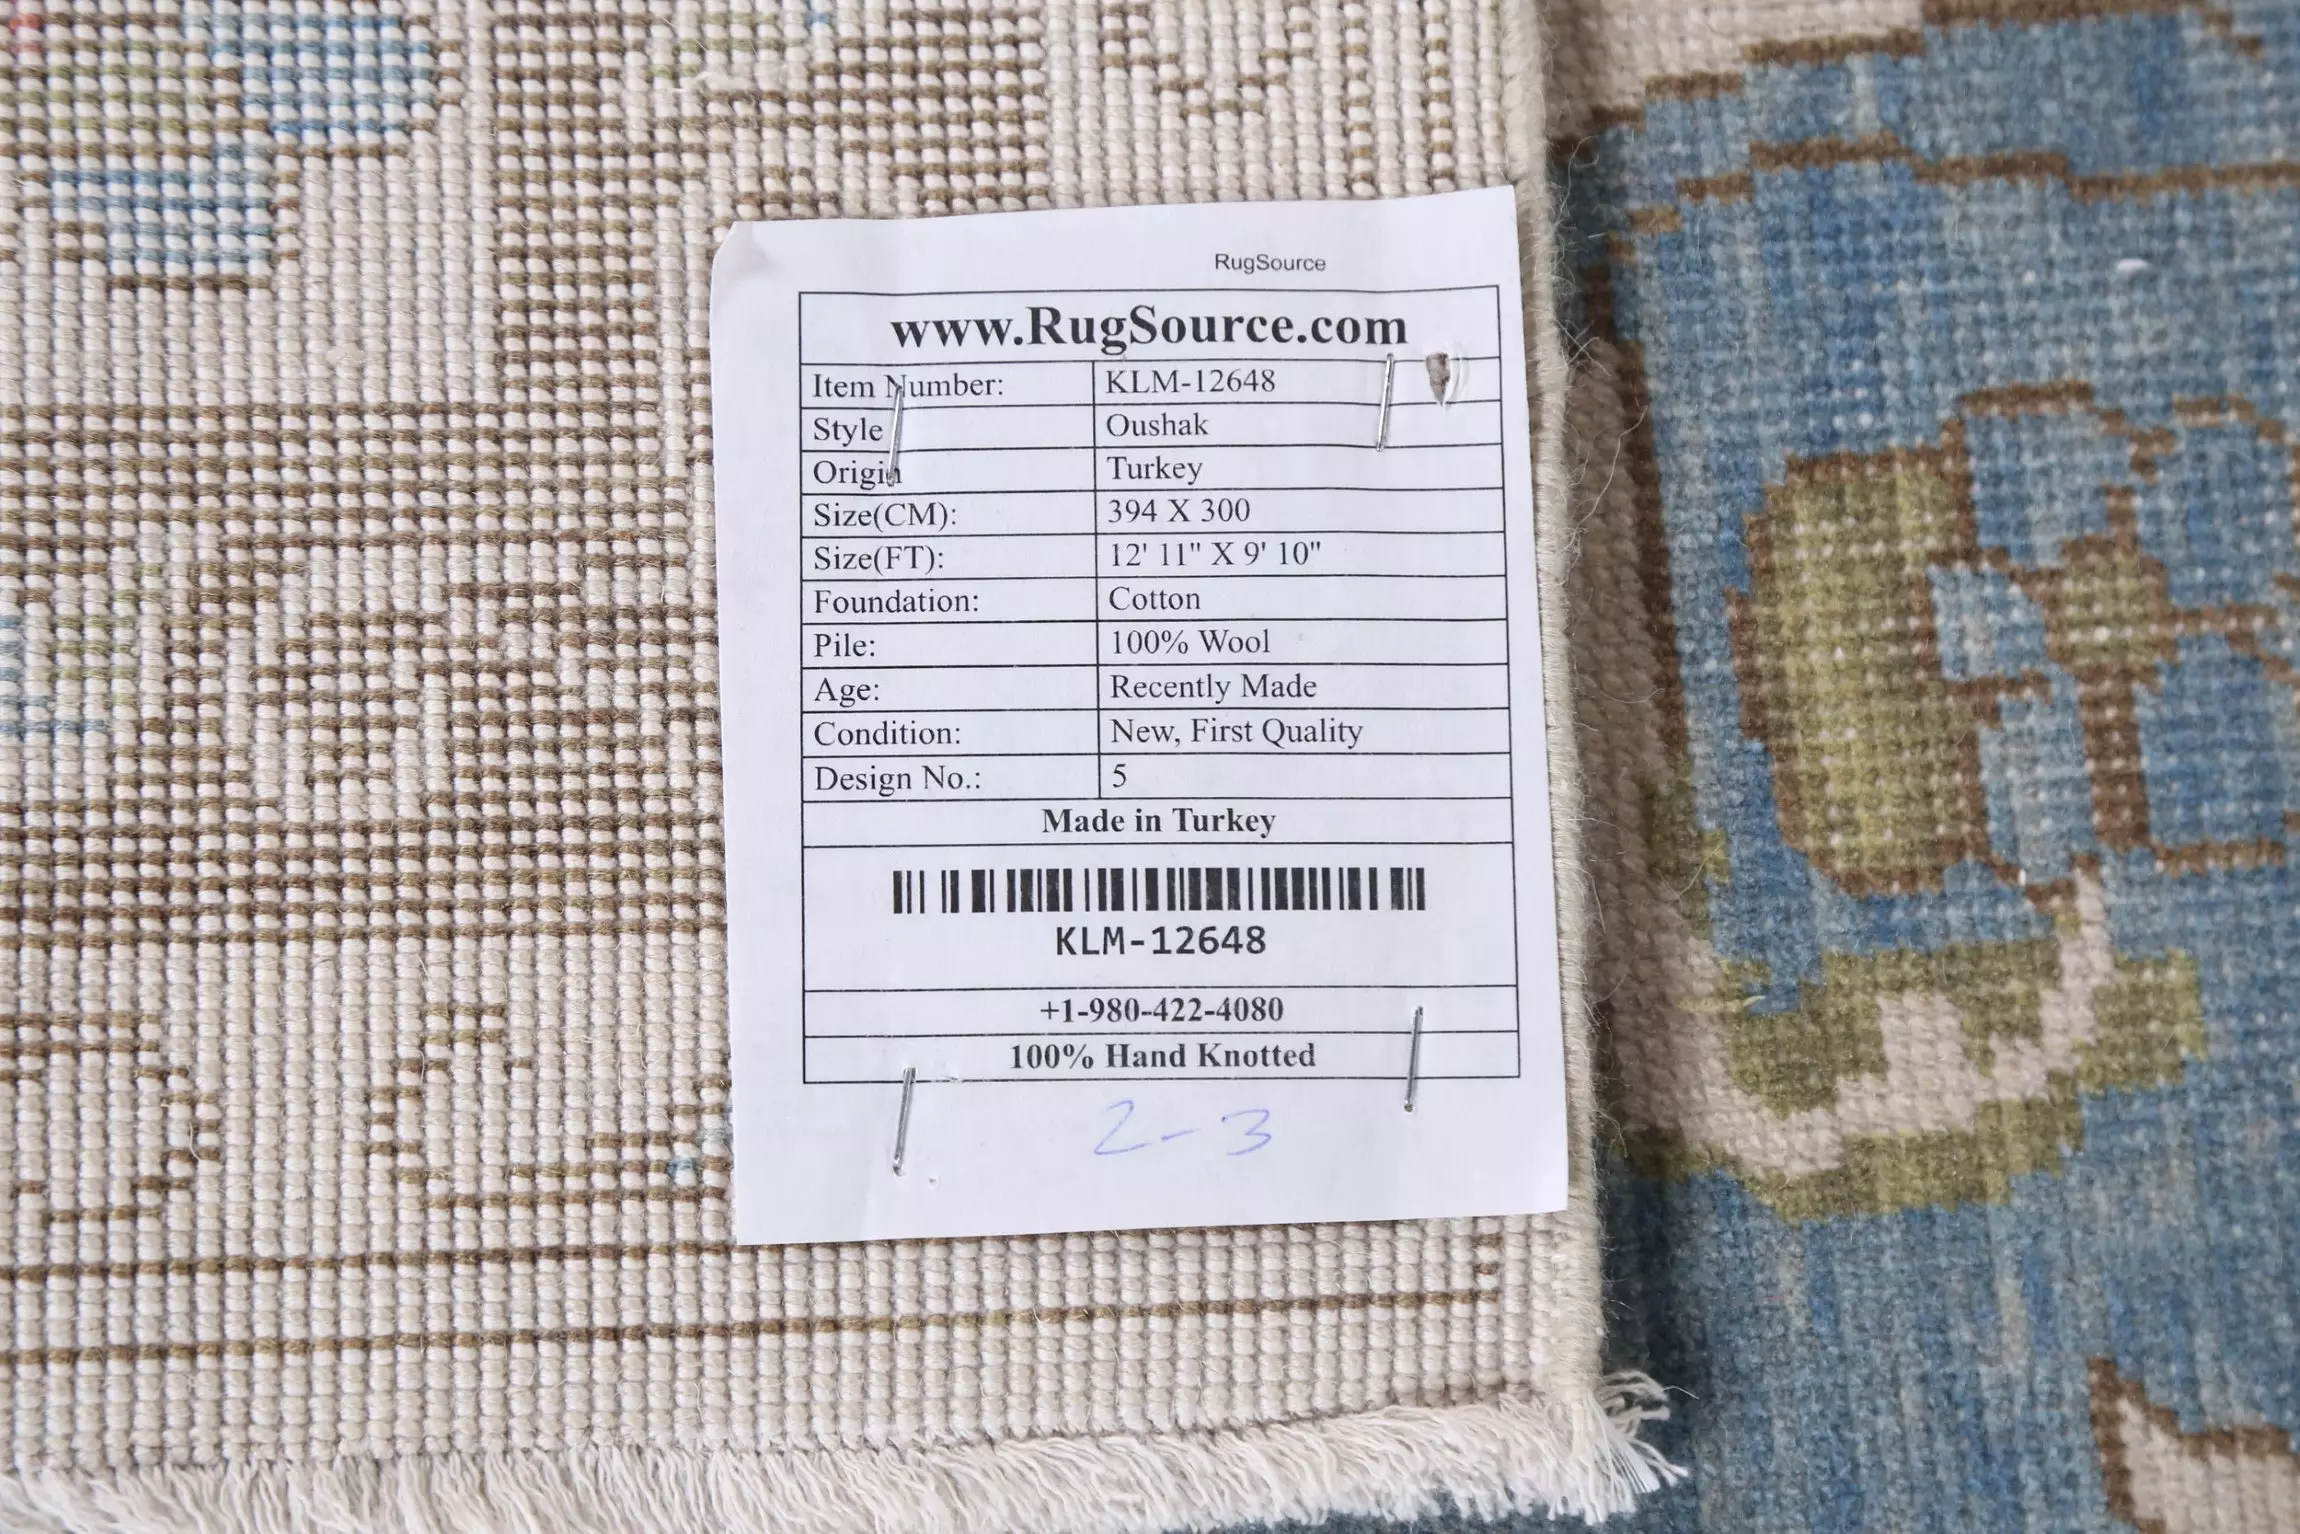 RugSource
www.RugSource.com
Item Number: KLM-12648
Style Oushak
Origin Turkey
Size(CM): 394 X 300
Size(FT): 12' 11" X 9' 10"
Foundation: Cotton
Pile: 100% Wool
Age: Recently Made
Condition: New, First Quality
Design No.: 5
Made in Turkey
KLM-12648
+1-980-422-4080
100% Hand Knotted
2-3